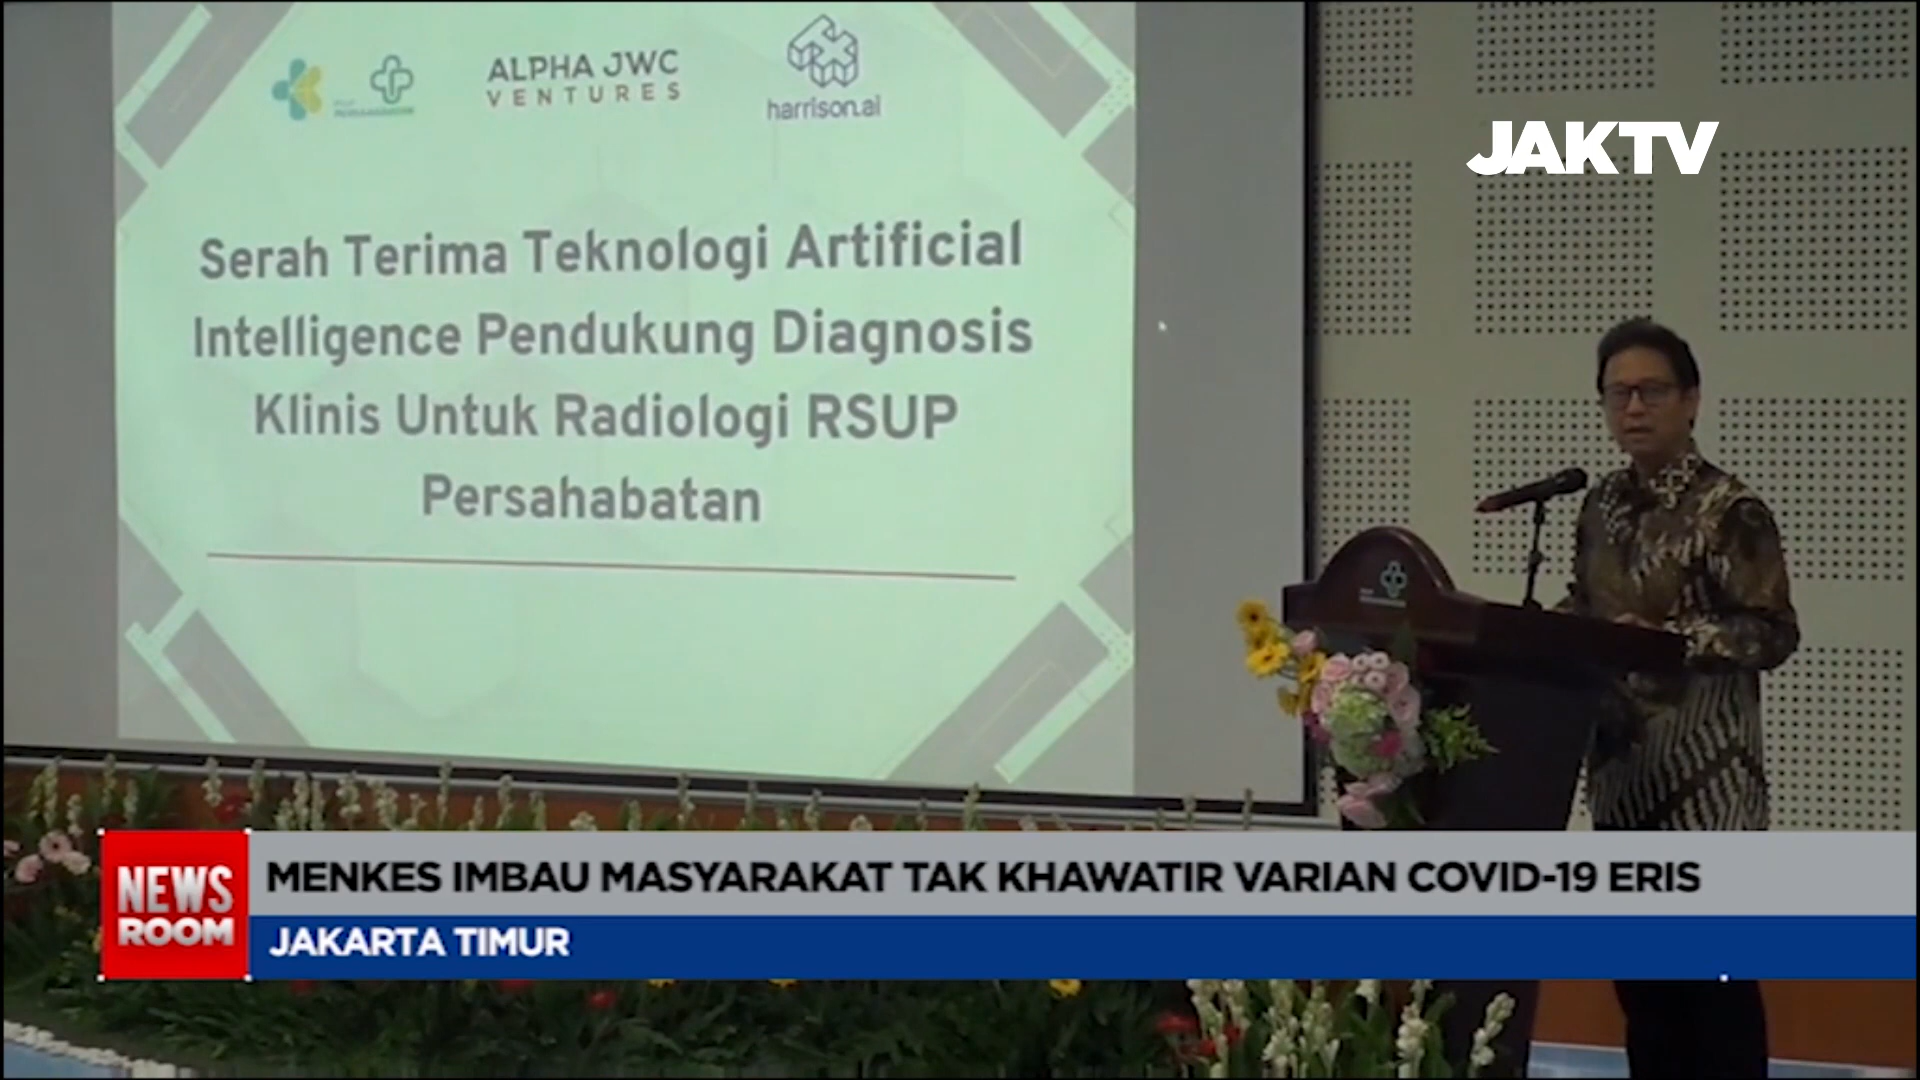 ALPHA JWC
VENTURES
harrison.ai
JAKTV
Serah Terima Teknologi Artificial
Intelligence Pendukung Diagnosis
Klinis Untuk Radiologi RSUP
Persahabatan
NEWS
ROOM
MENKES IMBAU MASYARAKAT TAK KHAWATIR VARIAN COVID-19 ERIS
JAKARTA TIMUR